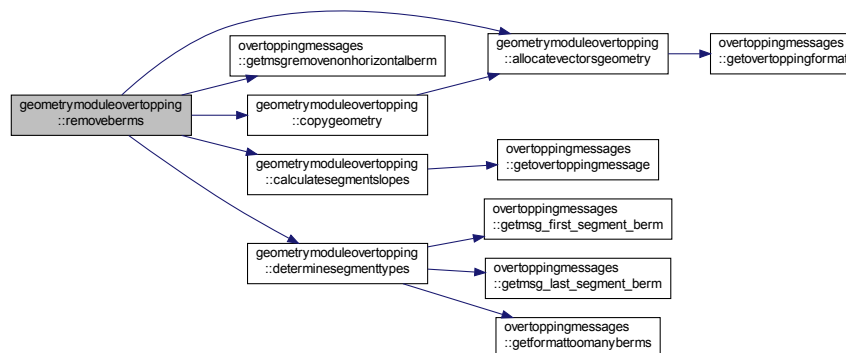 geometrymoduleovertopping
::removeberms
overtoppingmessages
::getmsgremovenonhorizontalberm
geometrymoduleovertopping
::copygeometry
geometrymoduleovertopping
::calculatesegmentslopes
geometrymoduleovertopping
::determinesegmenttypes
geometrymoduleovertopping
::allocatevectorsgeometry
overtoppingmessages
::getovertoppingmessage
overtoppingmessages
::getmsg_first_segment_berm
overtoppingmessages
::getmsg_last_segment_berm
overtoppingmessages
::getformattoomanyberms
overtoppingmessages
::getovertoppingformat